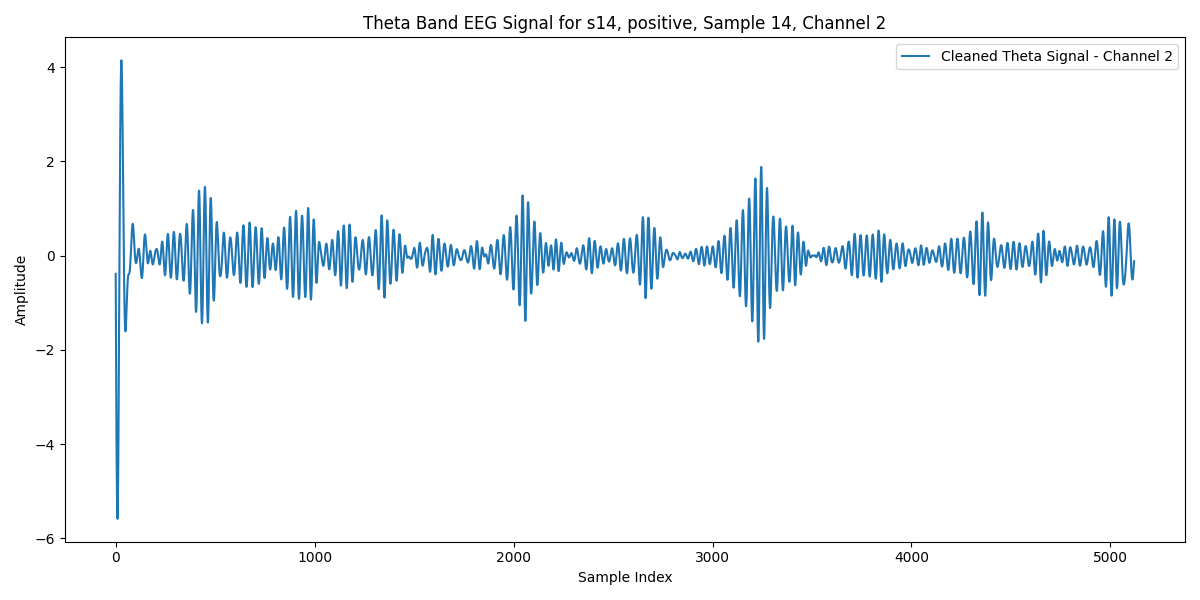 Theta Band EEG Signal for s14, positive, Sample 14, Channel 2
Cleaned Theta Signal - Channel 2
4
2
0
−2
−4
−6
Amplitude
0 1000 2000 3000 4000 5000
Sample Index